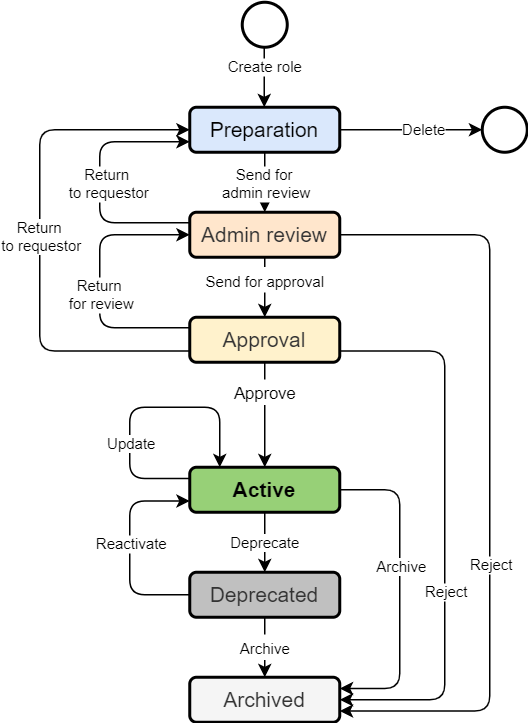 Create role
Preparation
Delete
Return
to requestor
Send for
admin review
Return
to requestor
Admin review
Return
for review
Send for approval
Approval
Approve
Update
Active
Reactivate
Deprecate
Archive
Reject
Reject
Deprecated
Archive
Archived